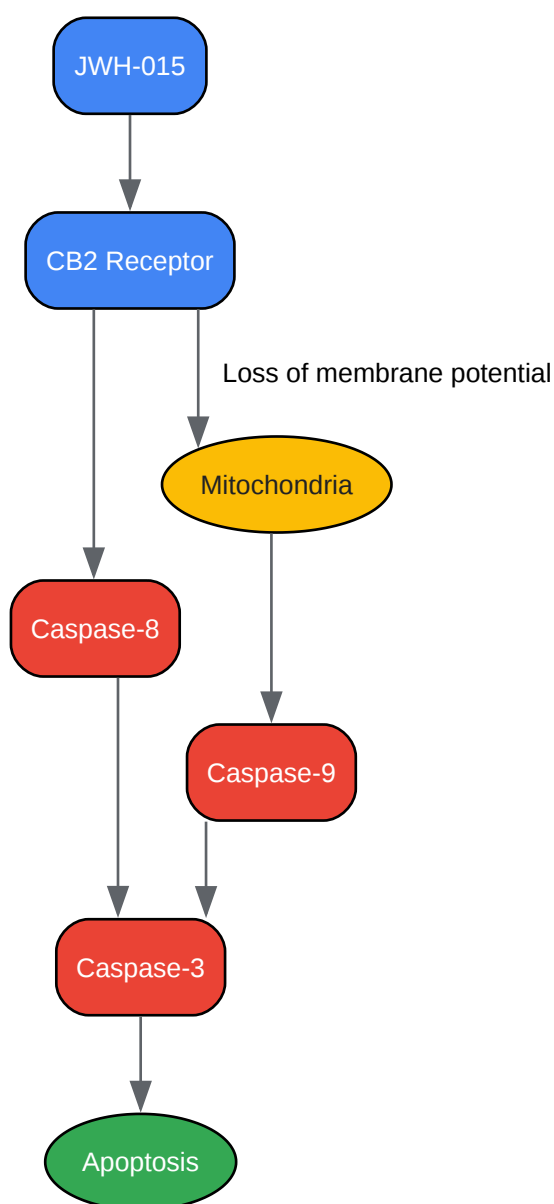 JWH-015
CB2 Receptor
Loss of membrane potential
Mitochondria
Caspase-8
Caspase-9
Caspase-3
Apoptosis